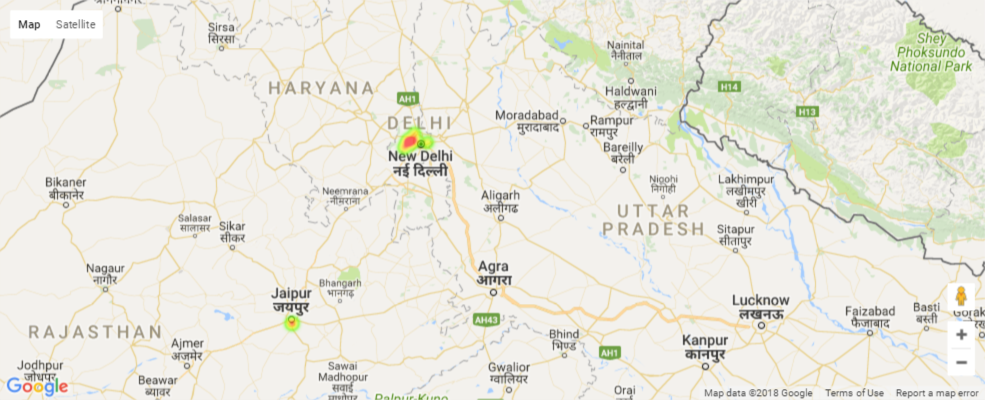 Map
Satellite
Sirsa
सिरसा
HARYANA
AH1
DELHI
New Delhi
नई दिल्ली
Nainital
नैनीताल
Haldwani
हल्द्वानी
Shey
Phoksundo
National Park
H14
H13
Moradabad
मुरादाबाद
Rampur
रामपुर
Bareilly
बरेली
Bikaner
बीकानेर
Neemrana
नीमराना
Aligarh
अलीगढ़
Nigohi
निगोही
Lakhimpur
लखीमपुर
खीरी
Salasar
सालासर
Sikar
सीकर
UTTAR
PRADESH
Sitapur
सीतापुर
Nagaur
नागौर
Bhangarh
भानगढ़
Agra
आगरा
Jaipur
जयपुर
Lucknow
लखनऊ
Faizabad
फैजाबाद
Basti
बस्ती
RAJASTHAN
AH43
Ajmer
अजमेर
Bhind
भिण्ड
Kanpur
कानपुर
AH1
Jodhpur
Sawai
Madhopur
सवाई
Gwalior
ग्वालियर
Beawar
ब्यावर
Orai
उरई
Google
Map data ©2018 Google
Terms of Use
Report a map error